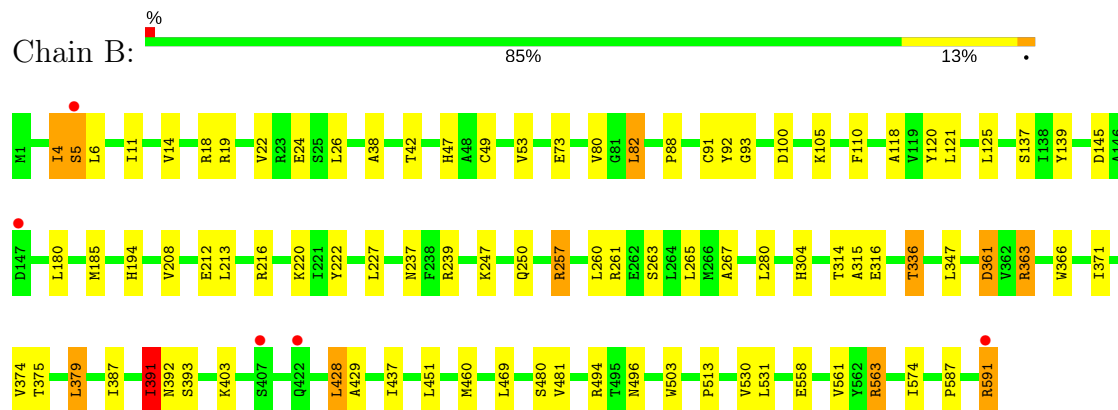 %
Chain B:
85% 13% •
M1 I4 S5 L6 I11 V14 R18 R19 V22 R23 E24 S25 L26 A38 T42 H47 A48 C49 V53 E73 V80 G81 L82 P88 C91 Y92 G93 D100 K105 F110 A118 V119 Y120 L121 L125 S137 I138 Y139 D145 A146
D147 L180 M185 H194 V208 E212 L213 R216 K220 I221 Y222 L227 N237 F238 R239 K247 Q250 R257 L260 R261 E262 S263 L264 L265 M266 A267 L280 H304 T314 A315 E316 T336 L347 D361 V362 R363 W366 I371
V374 T375 L379 I387 I391 N392 S393 K403 S407 Q422 L428 A429 I437 L451 M460 L469 S480 V481 R494 T495 N496 W503 P513 V530 L531 E558 V561 Y562 R563 I574 P587 R591